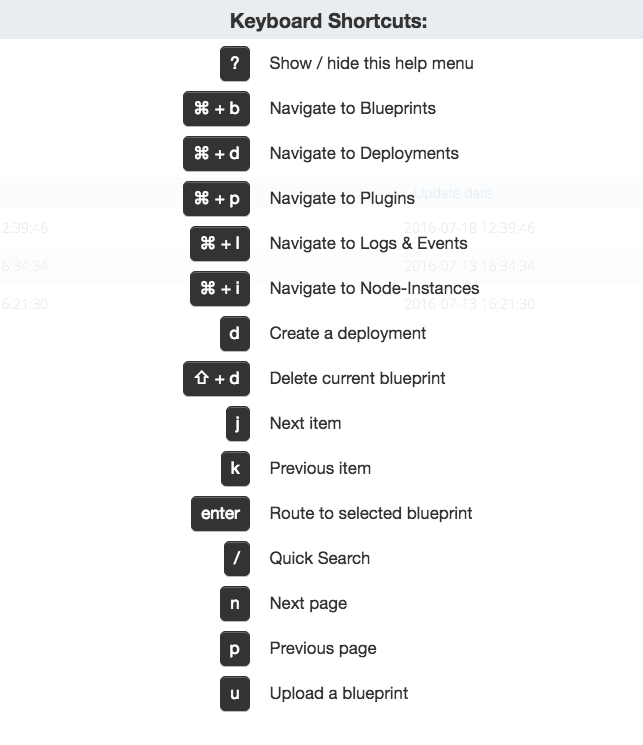 Keyboard Shortcuts:
? Show / hide this help menu
⌘ + b Navigate to Blueprints
⌘ + d Navigate to Deployments
⌘ + p Navigate to Plugins
Update date
2:39:46 2016-07-18 12:39:46
⌘ + l Navigate to Logs & Events
6:34:34 2016-07-13 16:34:34
⌘ + i Navigate to Node-Instances
6:21:30 2016-07-13 16:21:30
d Create a deployment
⇧ + d Delete current blueprint
j Next item
k Previous item
enter Route to selected blueprint
/ Quick Search
n Next page
p Previous page
u Upload a blueprint